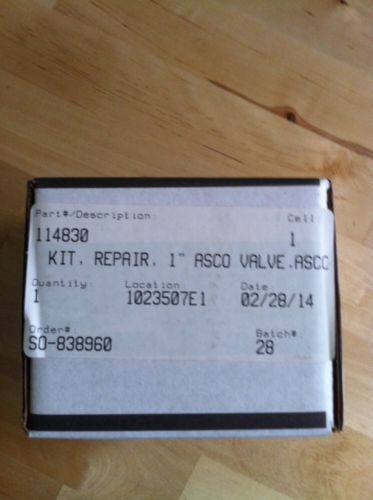 Part#/Description: Cell:
114830 1
KIT, REPAIR, 1" ASCO VALVE,ASCO
Quantity: Location Date:
1 1023507E1 02/28/14
Order#: Batch#:
SO-838960 28